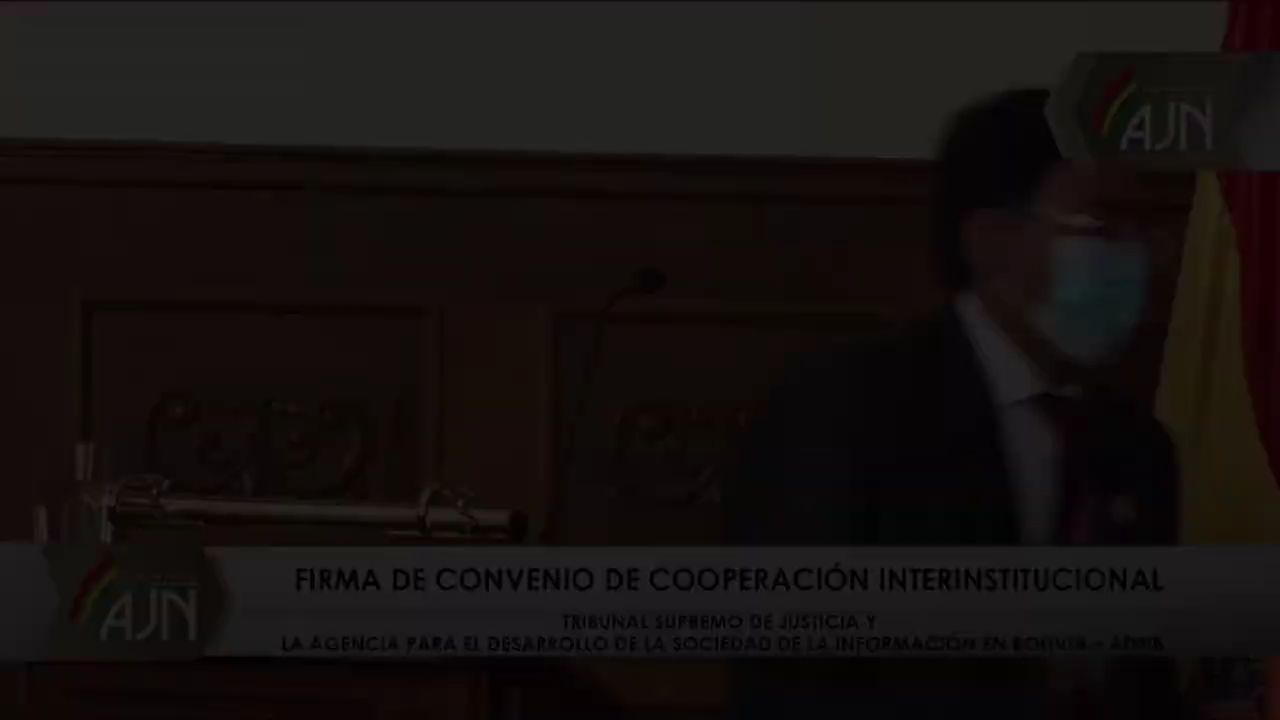 AJN
FIRMA DE CONVENIO DE COOPERACIÓN INTERINSTITUCIONAL
TRIBUNAL SUPREMO DE JUSTICIA Y
LA AGENCIA PARA EL DESARROLLO DE LA SOCIEDAD DE LA INFORMACIÓN EN BOLIVIA -
AJN